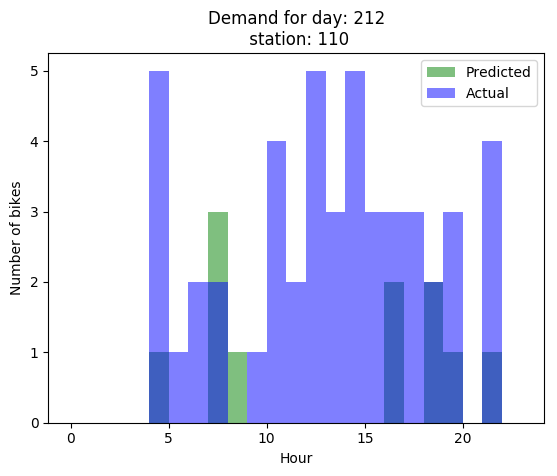 Demand for day: 212
station: 110
Predicted
Actual
Number of bikes
5
4
3
2
1
0
0
5
10
15
20
Hour